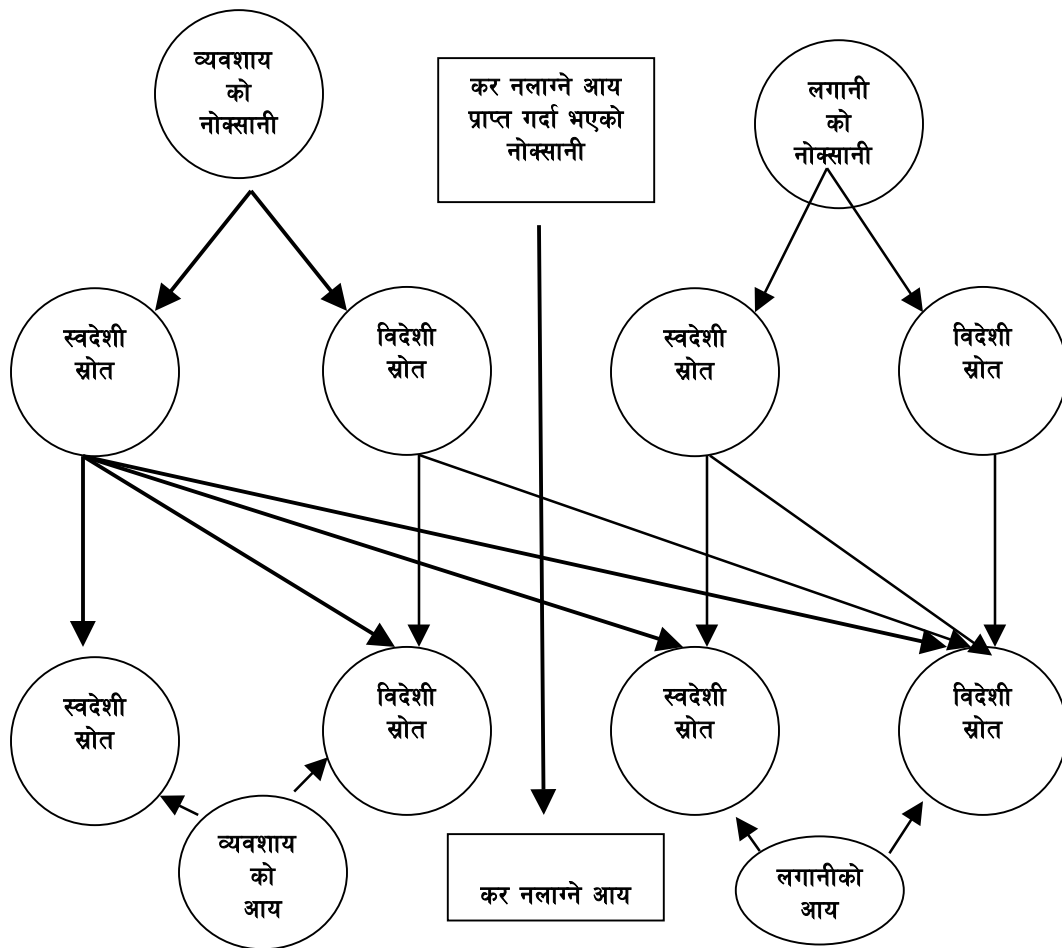 व्यवशाय
को
नोक्सानी
कर नलाग्ने आय
प्राप्त गर्दा भएको
नोक्सानी
लगानी
को
नोक्सानी
स्वदेशी
स्रोत
विदेशी
स्रोत
स्वदेशी
स्रोत
विदेशी
स्रोत
स्वदेशी
स्रोत
विदेशी
स्रोत
स्वदेशी
स्रोत
विदेशी
स्रोत
व्यवशाय
को
आय
कर नलाग्ने आय
लगानीको
आय